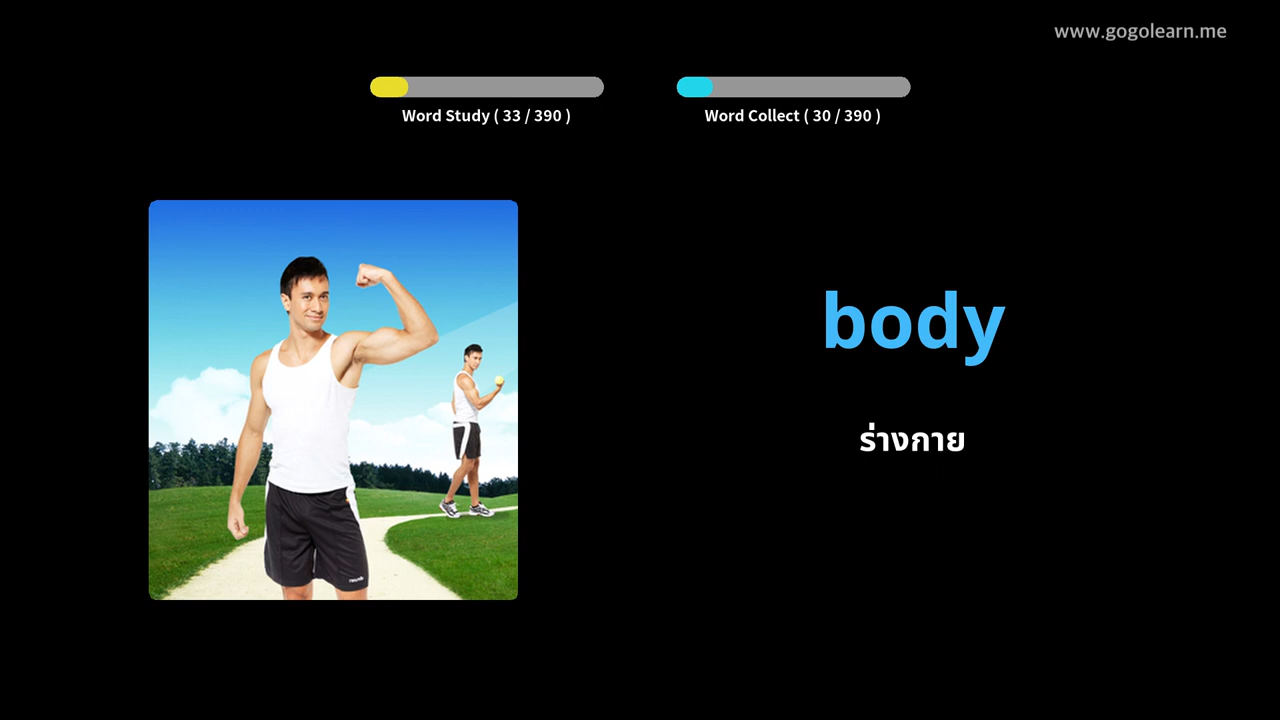 www.gogolearn.me
Word Study ( 33 / 390 )
Word Collect ( 30 / 390 )
body
ร่างกาย